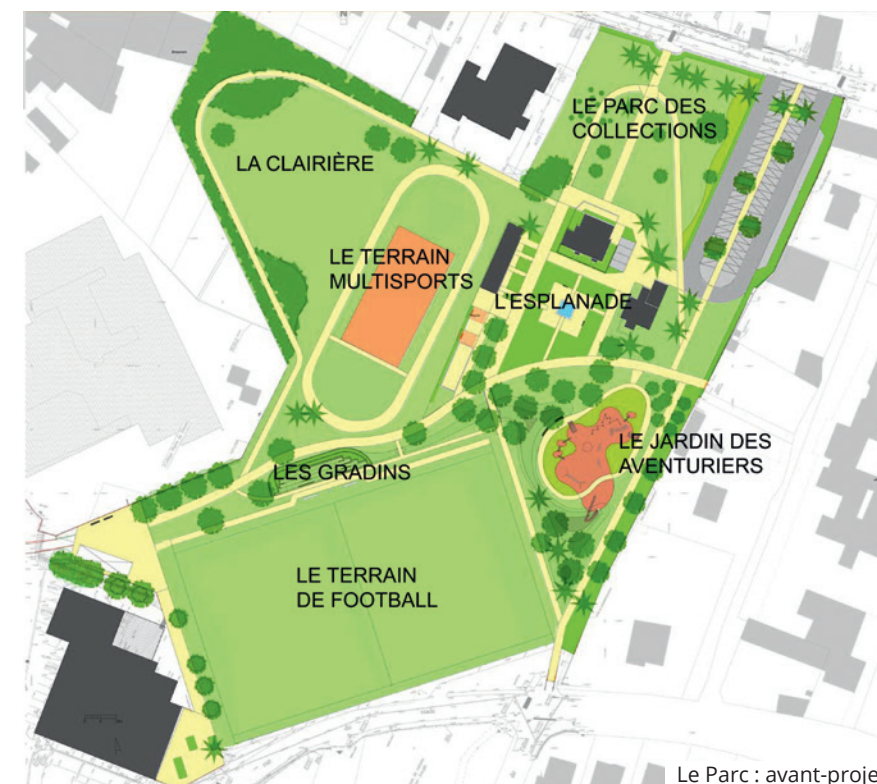 LE PARC DES
COLLECTIONS
LA CLAIRIÈRE
LE TERRAIN
MULTISPORTS
L'ESPLANADE
LE JARDIN DES
AVENTURIERS
LES GRADINS
LE TERRAIN
DE FOOTBALL
Le Parc : avant-proje